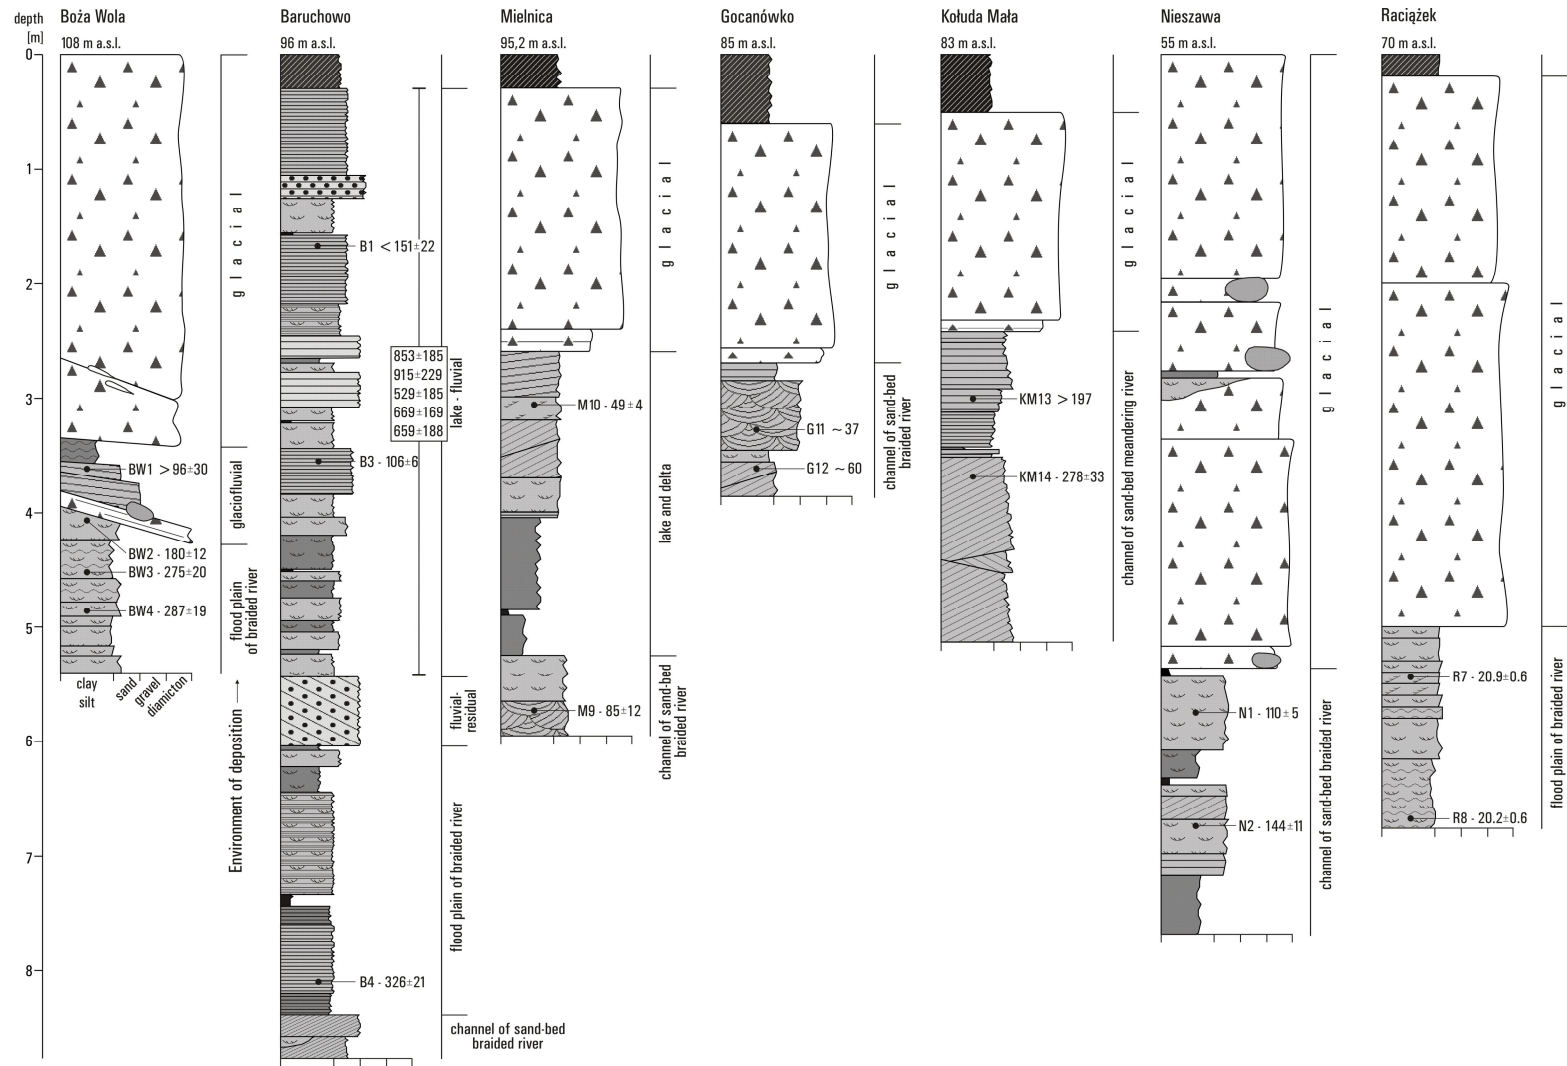 depth
[m]
0
1
2
3
4
5
6
7
8
Boża Wola
108 m a.s.l.
BW1 > 96±30
BW2 - 180±12
BW3 - 275±20
BW4 - 287±19
clay
silt
sand
gravel
diamicton
glacial
glaciofluvial
flood plain
of braided river
Environment of deposition →
Baruchowo
96 m a.s.l.
B1 < 151±22
853±185
915±229
529±185
669±169
659±188
B3 - 106±6
B4 - 326±21
lake - fluvial
fluvial-
residual
flood plain of braided river
channel of sand-bed
braided river
Mielnica
95,2 m a.s.l.
M10 - 49±4
M9 - 85±12
glacial
lake and delta
channel of sand-bed
braided river
Gocanówko
85 m a.s.l.
G11 ~ 37
G12 ~ 60
glacial
channel of sand-bed
braided river
Kołuda Mała
83 m a.s.l.
KM13 > 197
KM14 - 278±33
glacial
channel of sand-bed meandering river
Nieszawa
55 m a.s.l.
N1 - 110±5
N2 - 144±11
glacial
channel of sand-bed braided river
Raciążek
70 m a.s.l.
R7 - 20.9±0.6
R8 - 20.2±0.6
glacial
flood plain of braided river